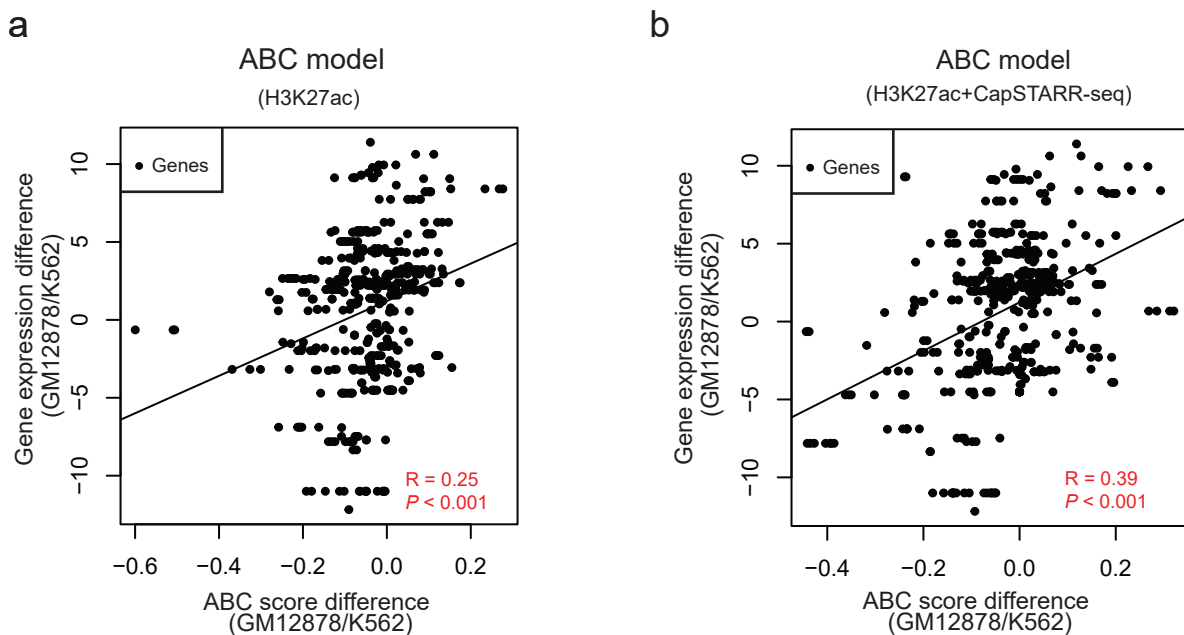 a
ABC model
(H3K27ac)
Genes
10
5
0
−5
−10
Gene expression difference
(GM12878/K562)
R = 0.25
P < 0.001
−0.6
−0.4
−0.2
0.0
0.2
ABC score difference
(GM12878/K562)
b
ABC model
(H3K27ac+CapSTARR-seq)
Genes
10
5
0
−5
−10
Gene expression difference
(GM12878/K562)
R = 0.39
P < 0.001
−0.4
−0.2
0.0
0.2
ABC score difference
(GM12878/K562)